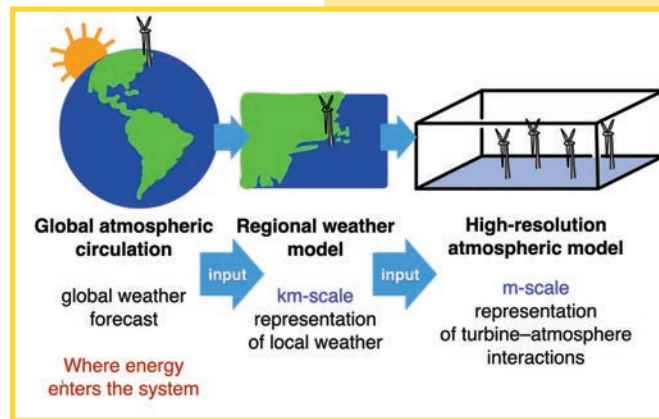 Global atmospheric
circulation
input
global weather
forecast
Where energy
enters the system
Regional weather
model
input
km-scale
representation
of local weather
High-resolution
atmospheric model
m-scale
representation
of turbine–atmosphere
interactions